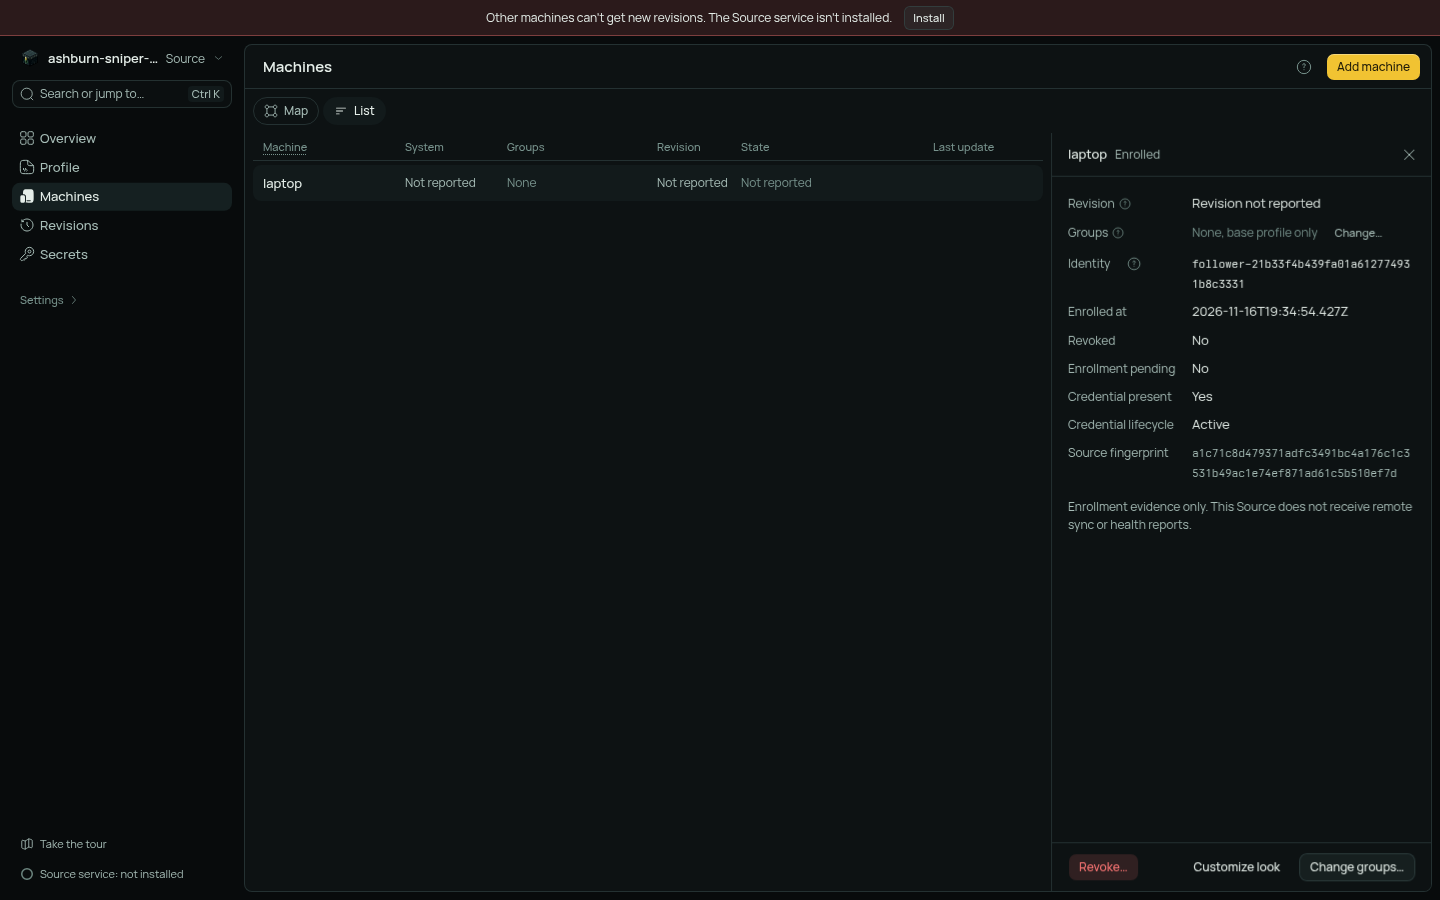 Other machines can't get new revisions. The Source service isn't installed.
Install
ashburn-sniper-... Source
Search or jump to... Ctrl K
Overview
Profile
Machines
Revisions
Secrets
Settings
Take the tour
Source service: not installed
Machines
Add machine
Map List
Machine System Groups Revision State Last update
laptop Not reported None Not reported Not reported
laptop Enrolled
Revision Revision not reported
Groups None, base profile only Change...
Identity follower-21b33f4b439fa01a61277493
1b8c3331
Enrolled at 2026-11-16T19:34:54.427Z
Revoked No
Enrollment pending No
Credential present Yes
Credential lifecycle Active
Source fingerprint a1c71c8d479371adfc3491bc4a176c1c3
531b49ac1e74ef871ad61c5b510ef7d
Enrollment evidence only. This Source does not receive remote
sync or health reports.
Revoke... Customize look Change groups...